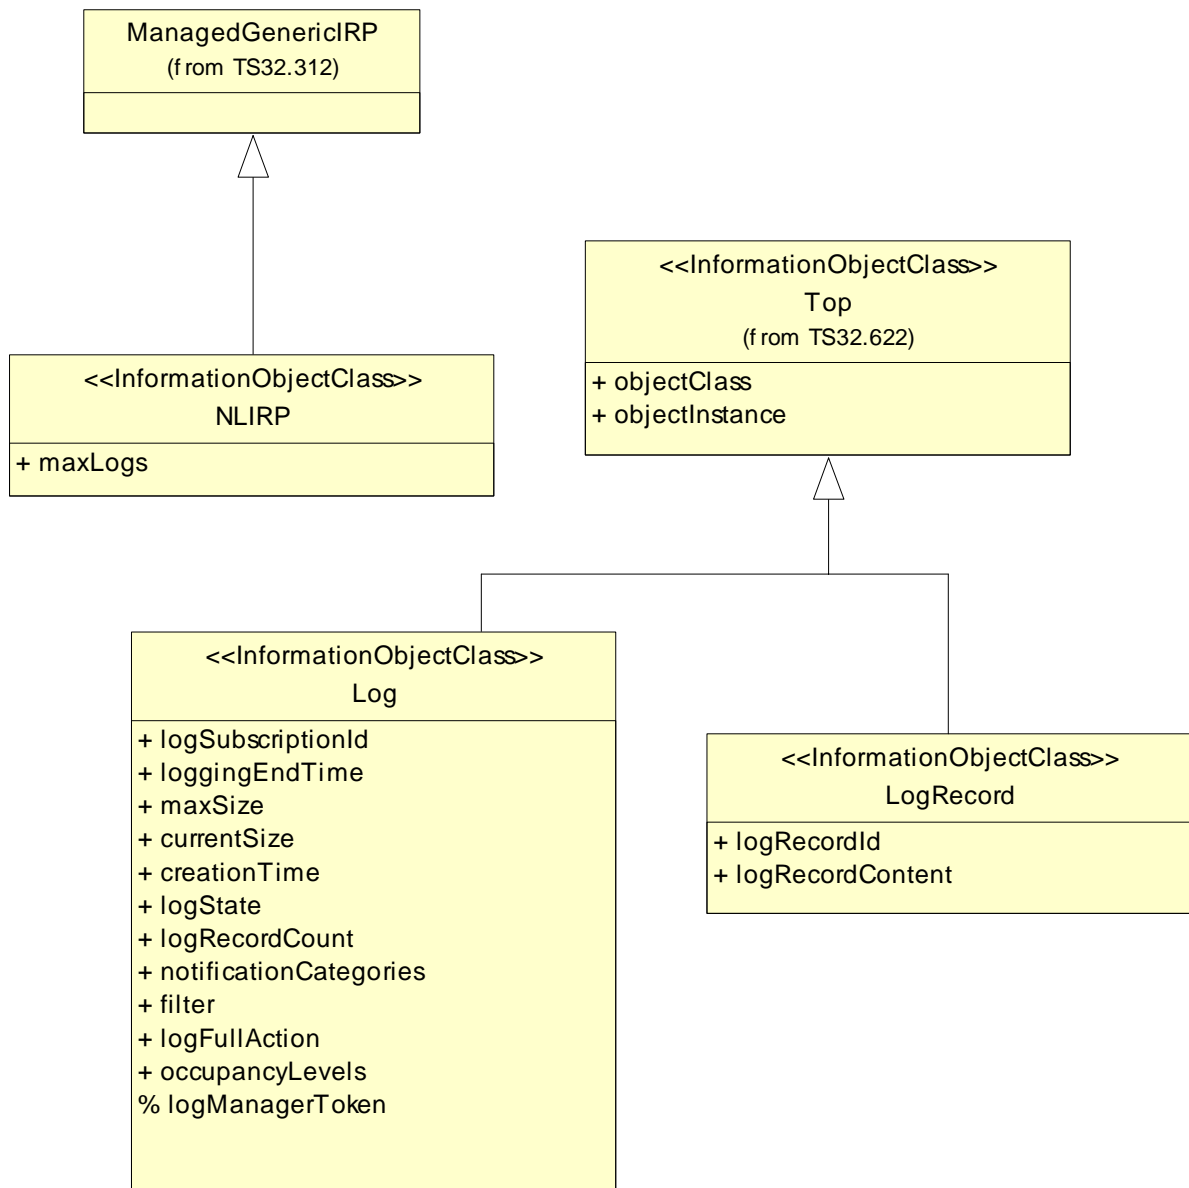 ManagedGenericIRP
(from TS32.312)
<<InformationObjectClass>>
NLIRP
+ maxLogs
<<InformationObjectClass>>
Top
(from TS32.622)
+ objectClass
+ objectInstance
<<InformationObjectClass>>
Log
+ logSubscriptionId
+ loggingEndTime
+ maxSize
+ currentSize
+ creationTime
+ logState
+ logRecordCount
+ notificationCategories
+ filter
+ logFullAction
+ occupancyLevels
% logManagerToken
<<InformationObjectClass>>
LogRecord
+ logRecordId
+ logRecordContent